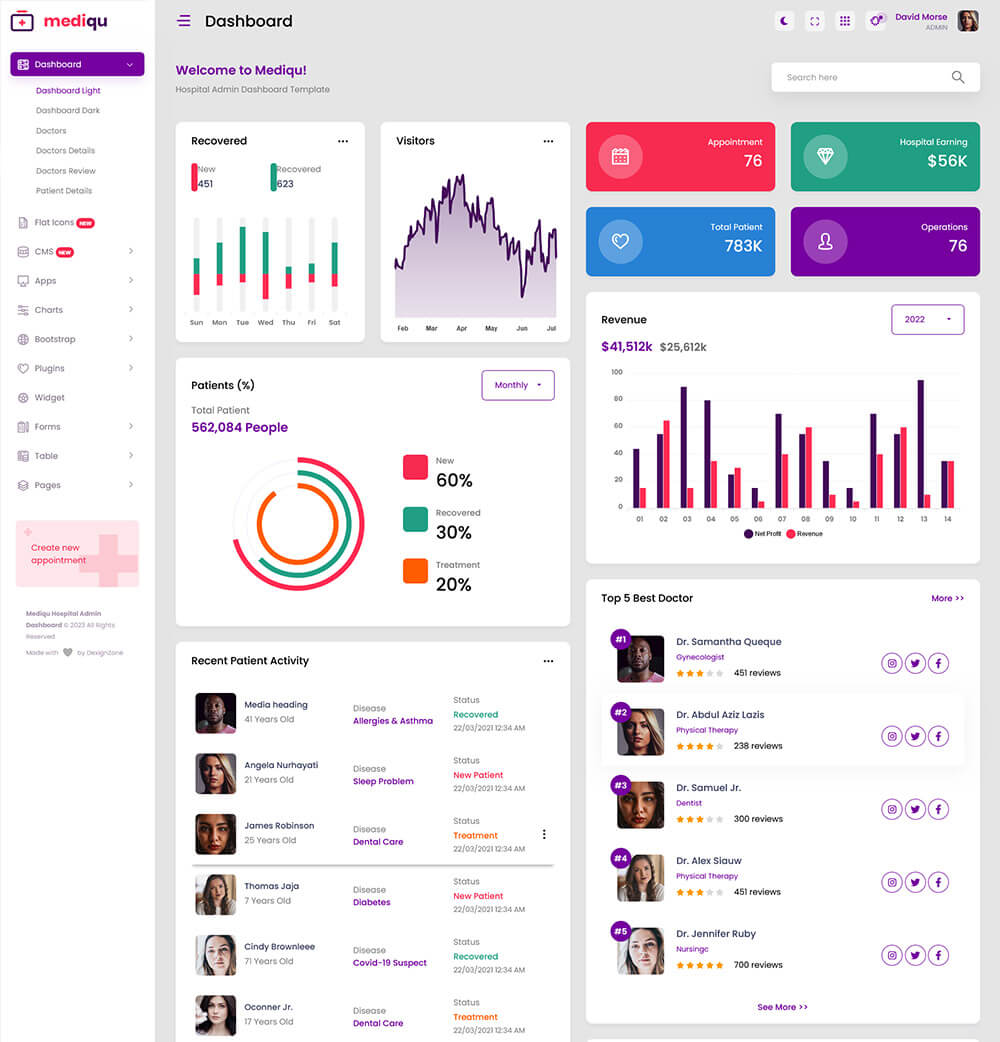 mediqu
Dashboard
David Morse
ADMIN
Dashboard
Dashboard Light
Dashboard Dark
Doctors
Doctors Details
Doctors Review
Patient Details
Flat Icons NEW
CMS NEW
Apps
Charts
Bootstrap
Plugins
Widget
Forms
Table
Pages
Create new
appointment
Mediqu Hospital Admin
Dashboard © 2023 All Rights
Reserved
Made with by DexignZone
Welcome to Mediqu!
Hospital Admin Dashboard Template
Search here
Recovered
New
451
Recovered
623
Sun Mon Tue Wed Thu Fri Sat
Visitors
Feb Mar Apr May Jun Jul
Appointment
76
Hospital Earning
$56K
Total Patient
783K
Operations
76
Patients (%)
Monthly
Total Patient
562,084 People
New
60%
Recovered
30%
Treatment
20%
Revenue
2022
$41,512k $25,612k
100
80
60
40
20
0
01 02 03 04 05 06 07 08 09 10 11 12 13 14
Net Profit Revenue
Recent Patient Activity
Media heading
41 Years Old
Disease
Allergies & Asthma
Status
Recovered
22/03/2021 12:34 AM
Angela Nurhayati
21 Years Old
Disease
Sleep Problem
Status
New Patient
22/03/2021 12:34 AM
James Robinson
25 Years Old
Disease
Dental Care
Status
Treatment
22/03/2021 12:34 AM
Thomas Jaja
7 Years Old
Disease
Diabetes
Status
New Patient
22/03/2021 12:34 AM
Cindy Brownleee
71 Years Old
Disease
Covid-19 Suspect
Status
Recovered
22/03/2021 12:34 AM
Oconner Jr.
17 Years Old
Disease
Dental Care
Status
Treatment
22/03/2021 12:34 AM
Top 5 Best Doctor
More >>
#1
Dr. Samantha Queque
Gynecologist
451 reviews
#2
Dr. Abdul Aziz Lazis
Physical Therapy
238 reviews
#3
Dr. Samuel Jr.
Dentist
300 reviews
#4
Dr. Alex Siauw
Physical Therapy
451 reviews
#5
Dr. Jennifer Ruby
Nursingc
700 reviews
See More >>